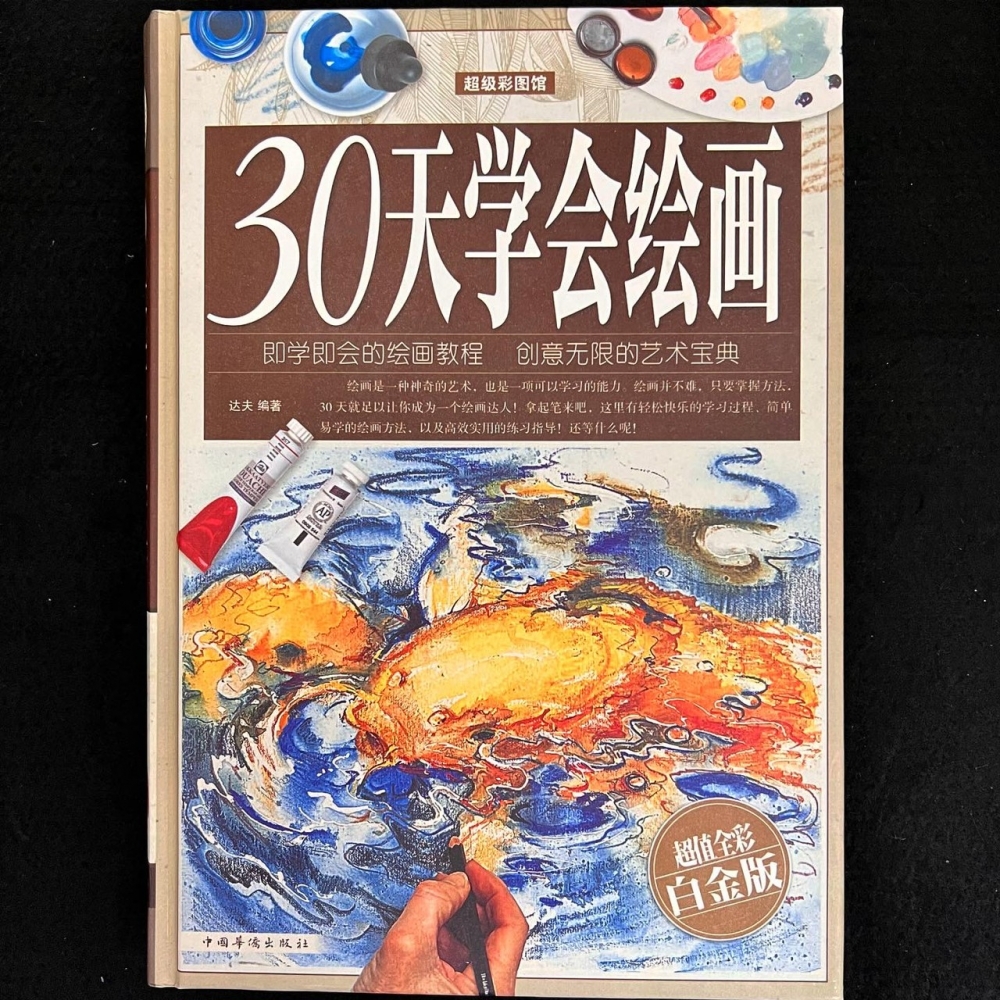 超级彩图馆
30天学会绘画
即学即会的绘画教程 创意无限的艺术宝典
绘画是一种神奇的艺术，也是一项可以学习的能力。绘画并不难，只要掌握方法，
达夫 编著
30天就足以让你成为一个绘画达人！拿起笔来吧，这里有轻松快乐的学习过程、简单
易学的绘画方法，以及高效实用的练习指导！还等什么呢！
AP
超值全彩
白金版
中国华侨出版社